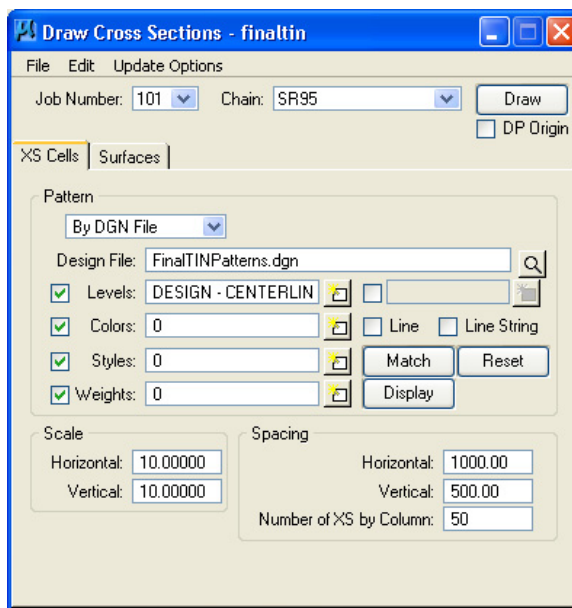 Draw Cross Sections - finaltin
File Edit Update Options
Job Number: 101 Chain: SR95 Draw
DP Origin
XS Cells Surfaces
Pattern
By DGN File
Design File: FinalTINPatterns.dgn
Levels: DESIGN - CENTERLIN
Colors: 0 Line Line String
Styles: 0 Match Reset
Weights: 0 Display
Scale Spacing
Horizontal: 10.00000 Horizontal: 1000.00
Vertical: 10.00000 Vertical: 500.00
Number of XS by Column: 50